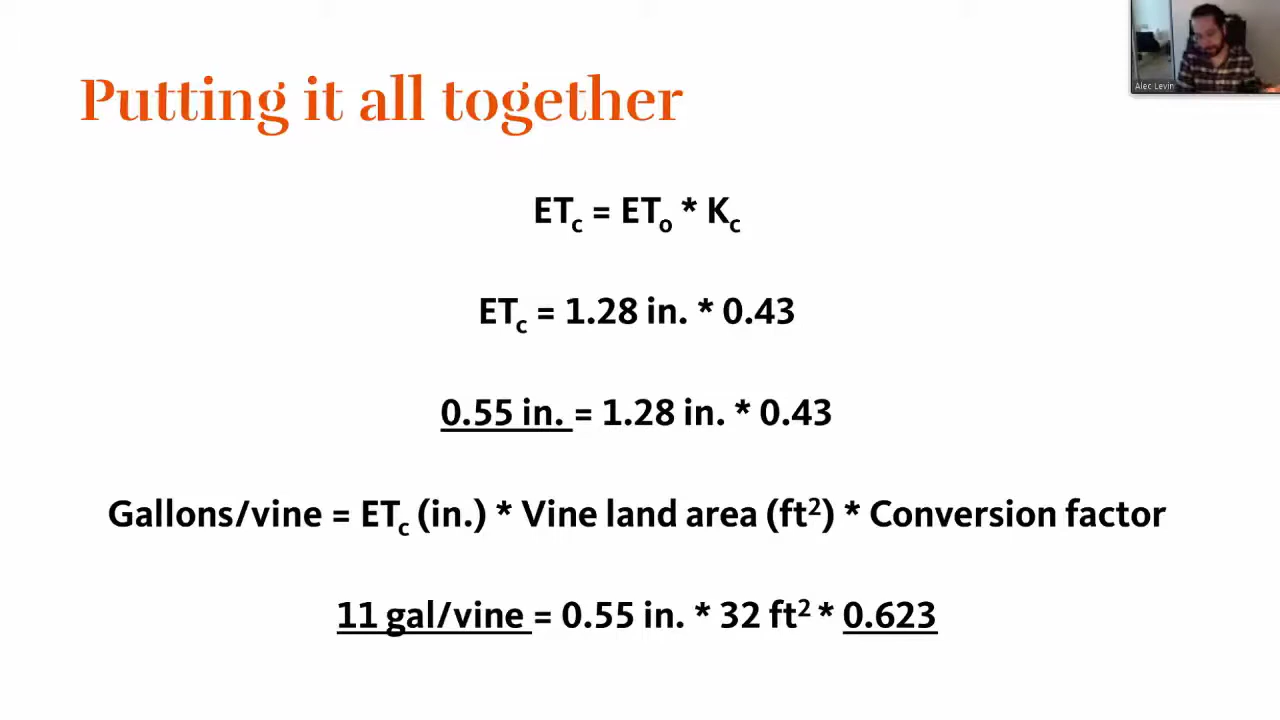 Alec Levin
Putting it all together
ETc = ETo * Kc
ETc = 1.28 in. * 0.43
0.55 in. = 1.28 in. * 0.43
Gallons/vine = ETc (in.) * Vine land area (ft²) * Conversion factor
11 gal/vine = 0.55 in. * 32 ft² * 0.623